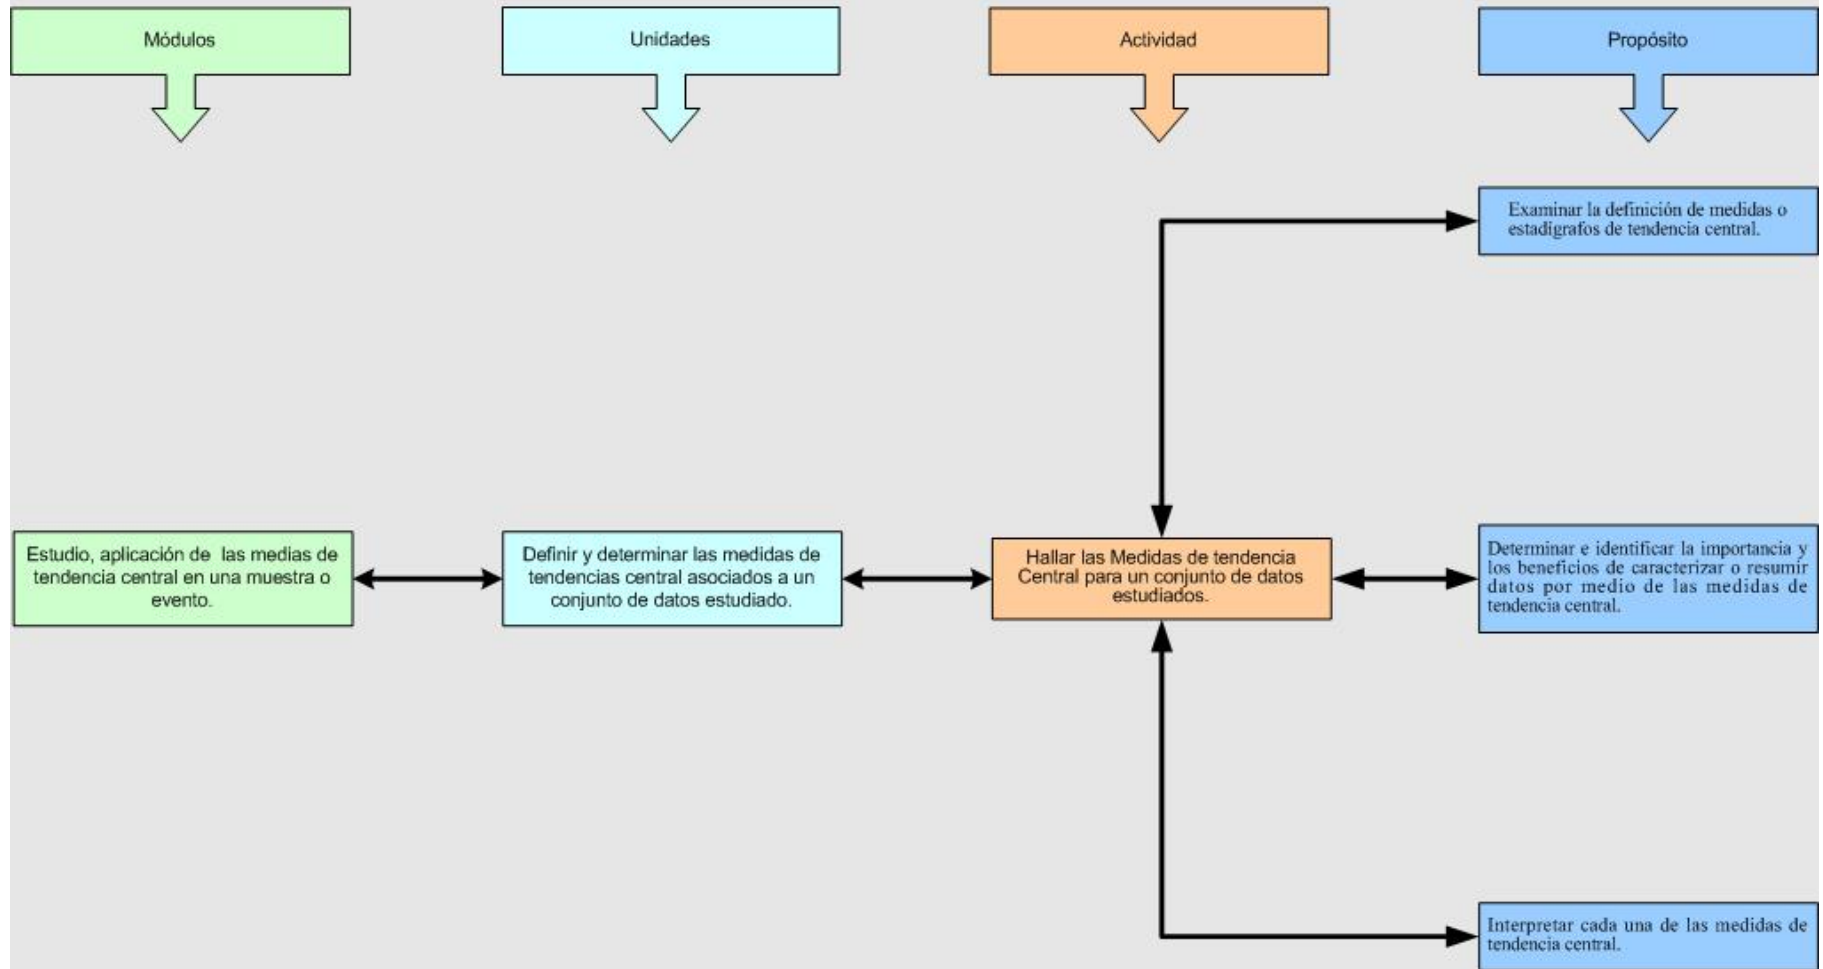 Módulos
Unidades
Actividad
Propósito
Examinar la definición de medidas o
estadígrafos de tendencia central.
Estudio, aplicación de  las medias de
tendencia central en una muestra o
evento.
Definir y determinar las medidas de
tendencias central asociados a un
conjunto de datos estudiado.
Hallar las Medidas de tendencia
Central para un conjunto de datos
estudiados.
Determinar e identificar la importancia y
los beneficios de caracterizar o resumir
datos por medio de las medidas de
tendencia central.
Interpretar cada una de las medidas de
tendencia central.